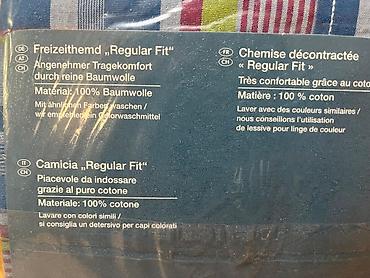 DE
AT
CH
Freizeithemd „Regular Fit“
Angenehmer Tragekomfort
durch reine Baumwolle
Material: 100% Baumwolle
Mit ähnlichen Farben waschen /
wir empfehlen ein Colorwaschmittel
FR
CH
Chemise décontractée
« Regular Fit »
Très confortable grâce au coto
Matière : 100 % coton
Laver avec des couleurs similaires /
nous conseillons l'utilisation
de lessive pour linge de couleur
IT
CH
Camicia „Regular Fit“
Piacevole da indossare
grazie al puro cotone
Materiale: 100% cotone
Lavare con colori simili /
si consiglia un detersivo per capi colorati